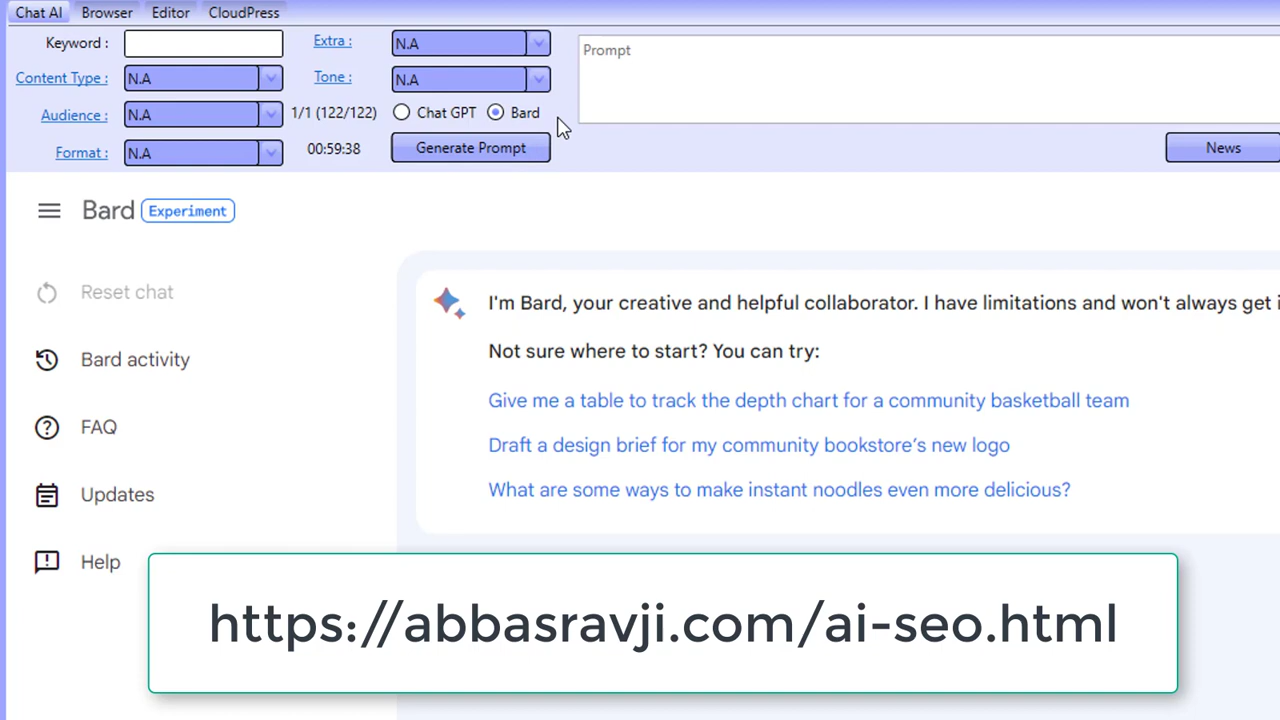 Chat AI Browser Editor CloudPress
Keyword : Extra : N.A Prompt
Content Type : N.A Tone : N.A
Audience : N.A 1/1 (122/122) Chat GPT Bard
Format : N.A 00:59:38 Generate Prompt News
Bard Experiment
Reset chat
I'm Bard, your creative and helpful collaborator. I have limitations and won't always get
Not sure where to start? You can try:
Bard activity
Give me a table to track the depth chart for a community basketball team
FAQ
Draft a design brief for my community bookstore's new logo
Updates
What are some ways to make instant noodles even more delicious?
Help
https://abbasravji.com/ai-seo.html